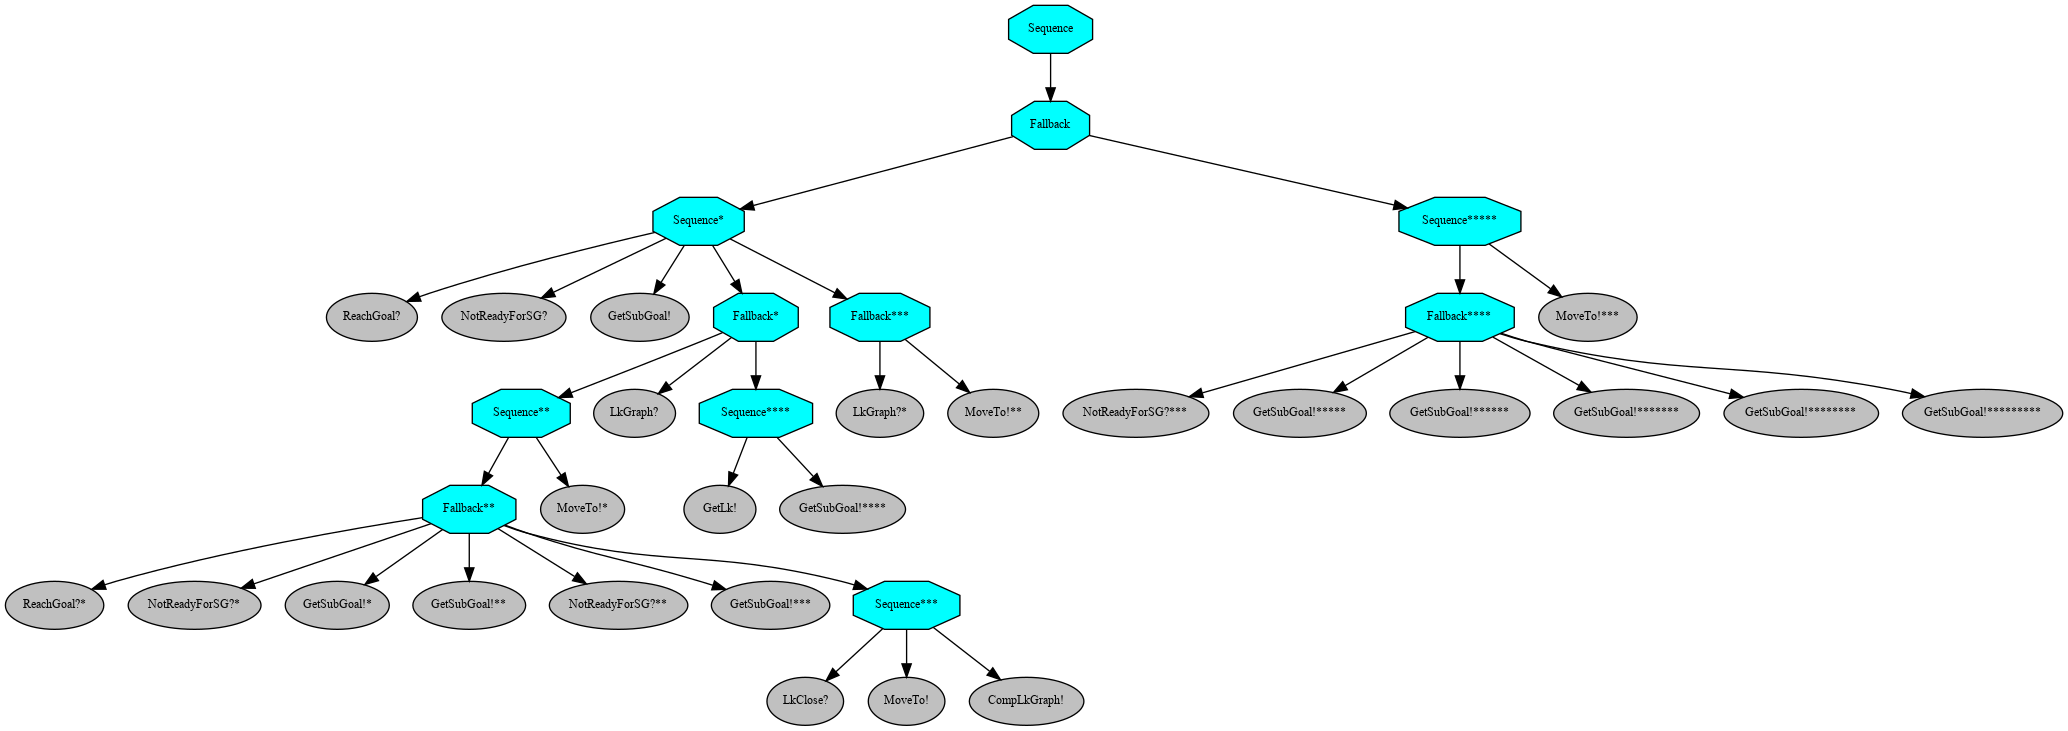 Sequence
Fallback
Sequence*
Sequence*****
ReachGoal?
NotReadyForSG?
GetSubGoal!
Fallback*
Fallback***
Fallback****
MoveTo!***
Sequence**
LkGraph?
Sequence****
LkGraph?*
MoveTo!**
NotReadyForSG?***
GetSubGoal!*****
GetSubGoal!******
GetSubGoal!*******
GetSubGoal!********
GetSubGoal!*********
Fallback**
MoveTo!*
GetLk!
GetSubGoal!****
ReachGoal?*
NotReadyForSG?*
GetSubGoal!*
GetSubGoal!**
NotReadyForSG?**
GetSubGoal!***
Sequence***
LkClose?
MoveTo!
CompLkGraph!